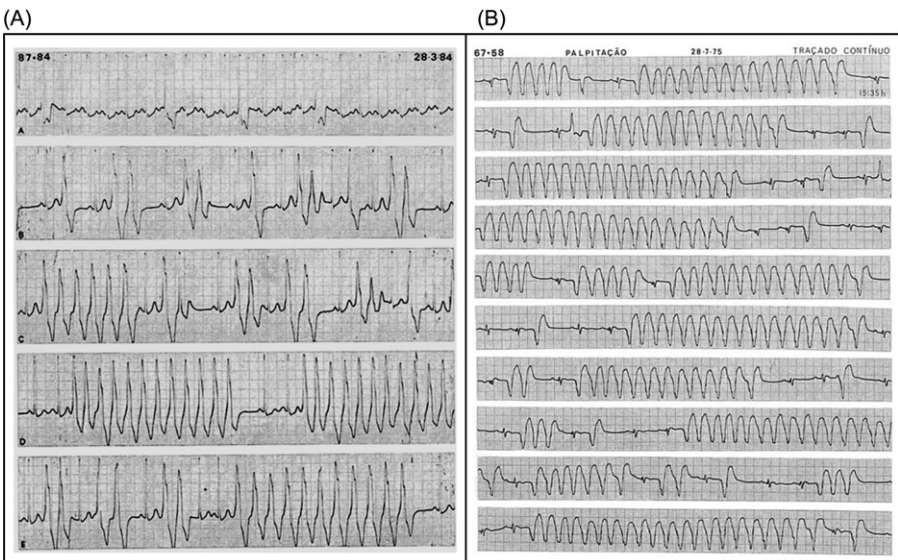 (A)
(B)
87-84 28-3-84
A
B
C
D
E
67-58 PALPITAÇÃO 28-7-75 TRAÇADO CONTÍNUO
15:35h